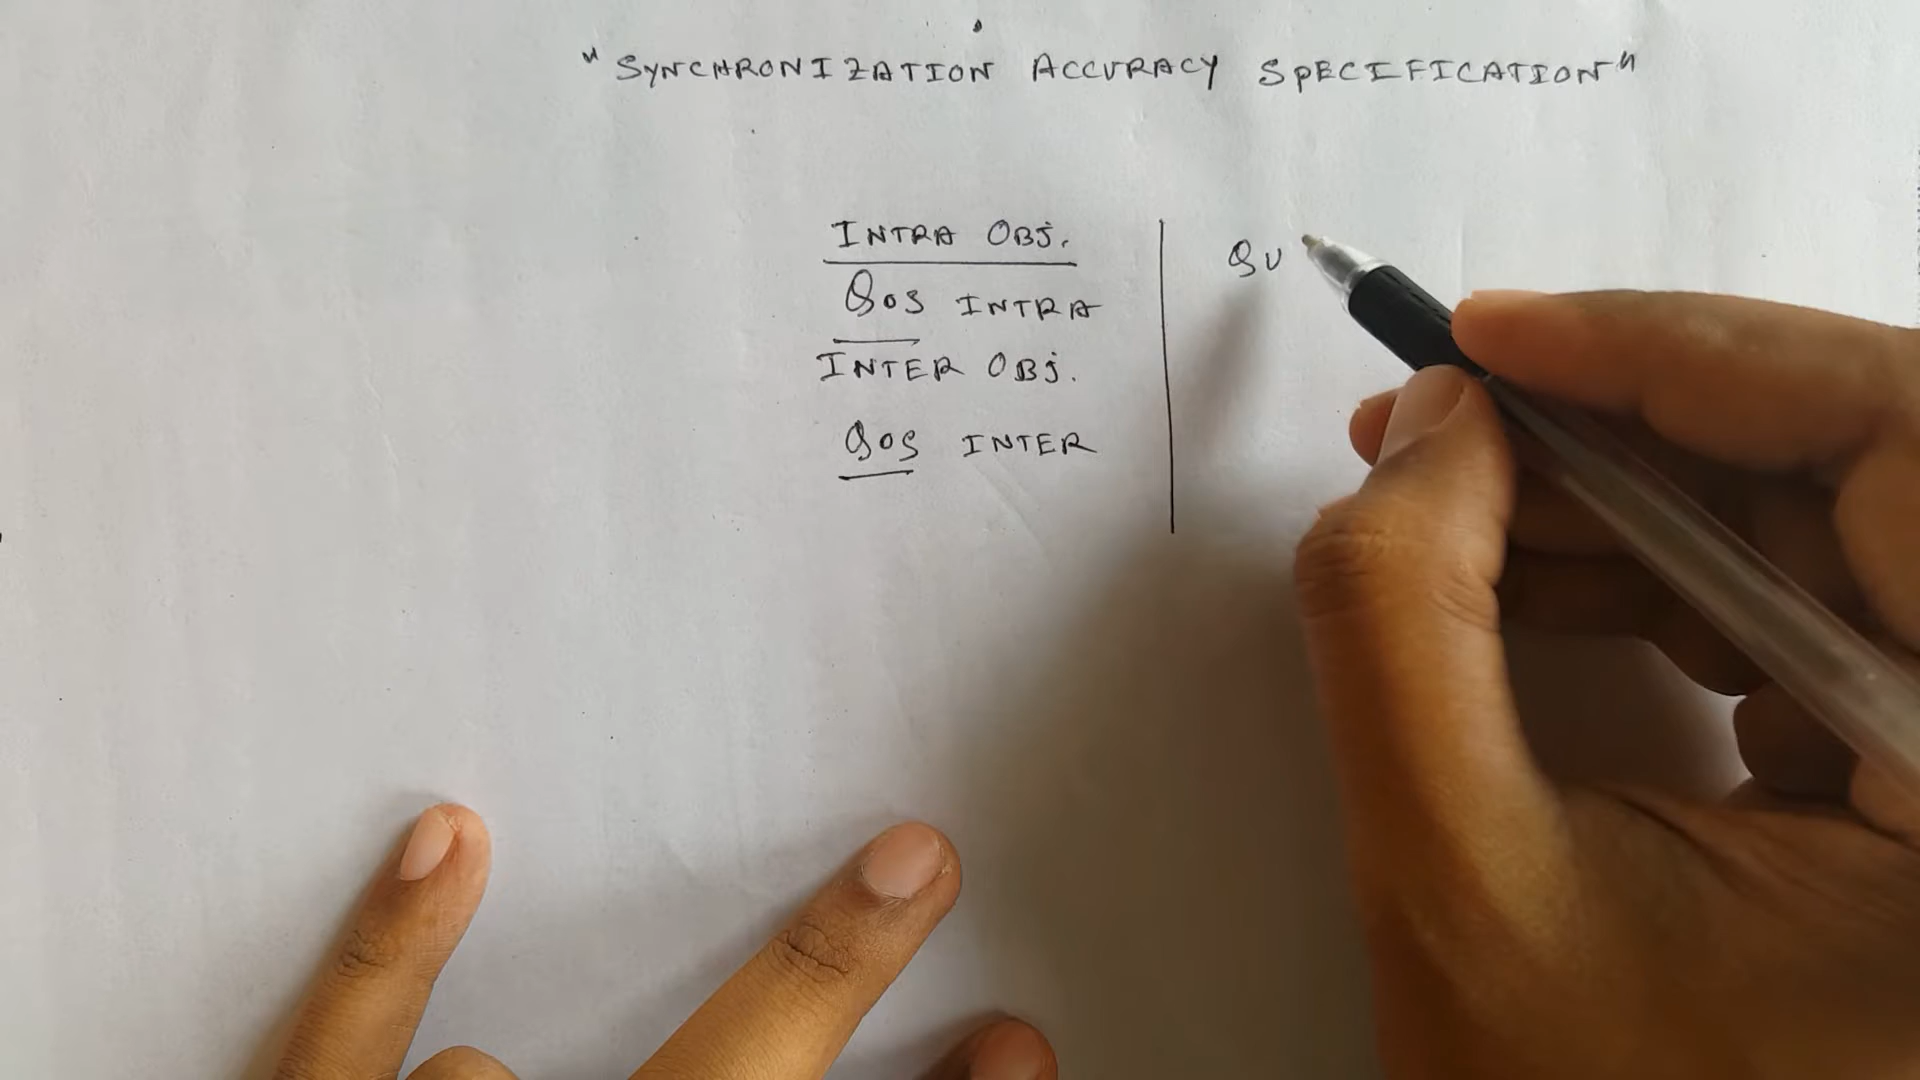 "SYNCHRONIZATION ACCURACY SPECIFICATION"
INTRA OBJ.
QOS INTRA
INTER OBJ.
QOS INTER
QU